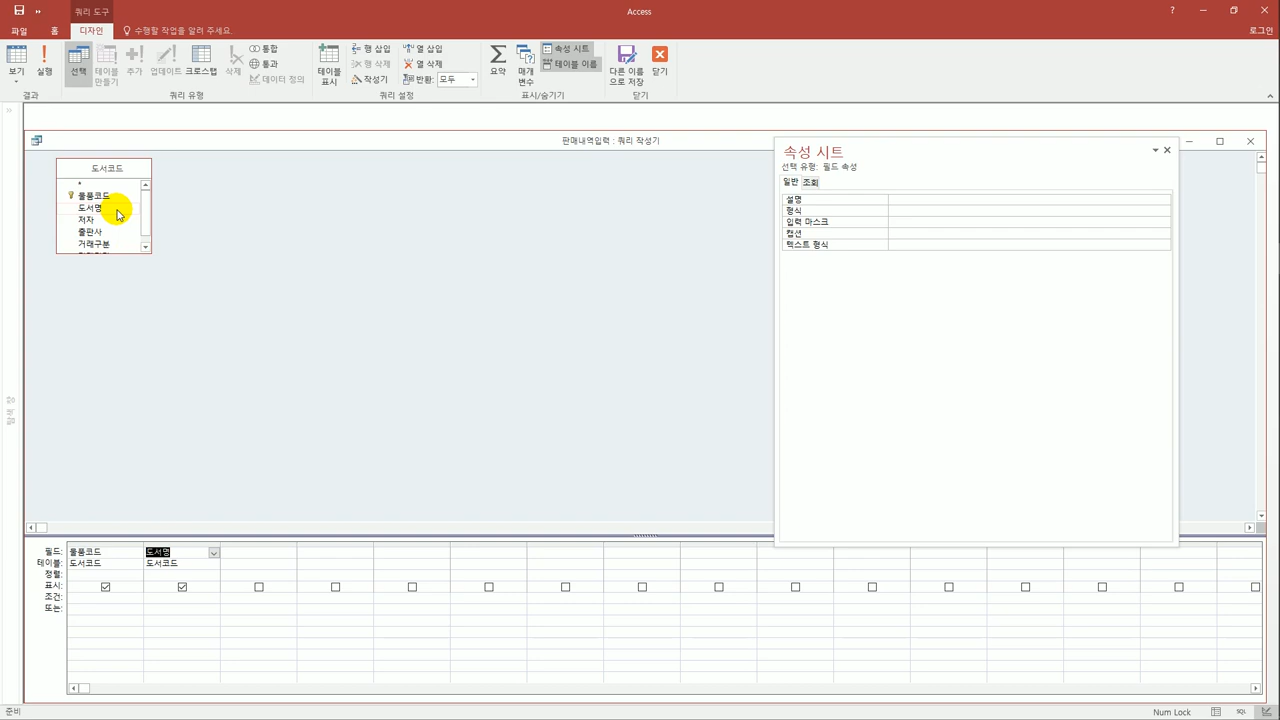 쿼리 도구
Access
?
파일
홈
디자인
수행할 작업을 알려 주세요.
로그인
보기
실행
선택
테이블 만들기
추가
업데이트
크로스탭
삭제
통합
통과
데이터 정의
테이블 표시
행 삽입
행 삭제
작성기
열 삽입
열 삭제
반환: 모두
요약
매개 변수
속성 시트
테이블 이름
다른 이름으로 저장
닫기
결과
쿼리 유형
쿼리 설정
표시/숨기기
닫기
판매내역입력 : 쿼리 작성기
도서코드
*
물품코드
도서명
저자
출판사
거래구분
속성 시트
선택 유형: 필드 속성
일반 조회
설명
형식
입력 마스크
캡션
텍스트 형식
탐색 창
필드: 물품코드 도서명
테이블: 도서코드 도서코드
정렬:
표시:
조건:
또는:
준비
Num Lock
SQL